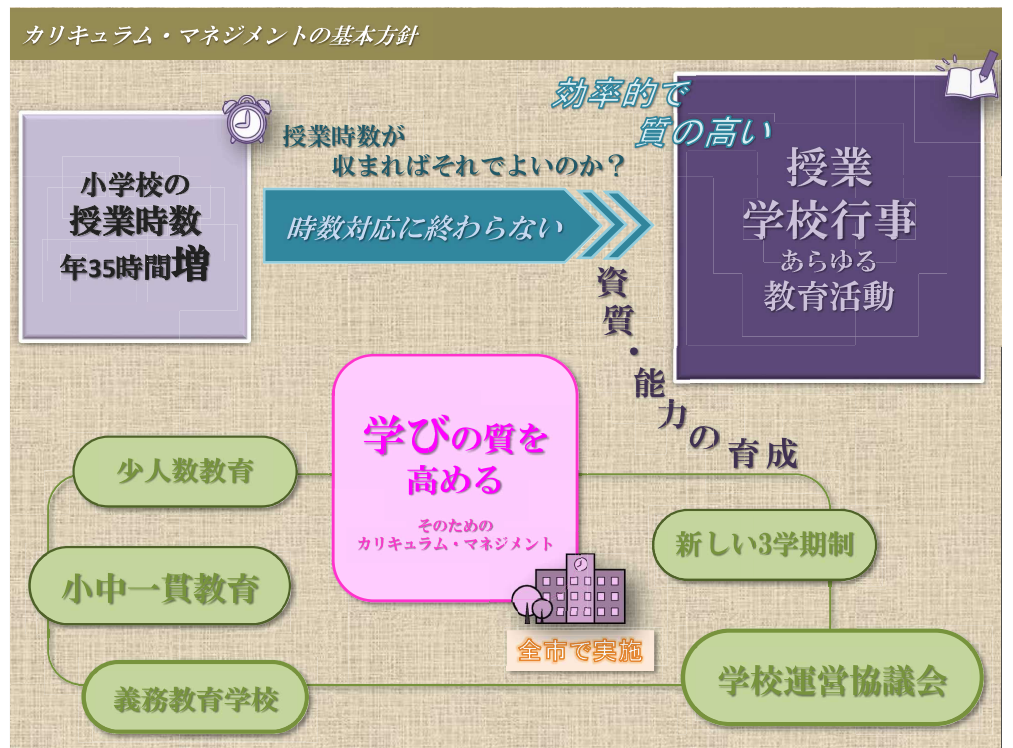 カリキュラム・マネジメントの基本方針
小学校の
授業時数
年35時間増
授業時数が
収まればそれでよいのか？
時数対応に終わらない
効率的で
質の高い
授業
学校行事
あらゆる
教育活動
資質・能力の育成
学びの質を
高める
そのための
カリキュラム・マネジメント
全市で実施
少人数教育
小中一貫教育
義務教育学校
新しい3学期制
学校運営協議会